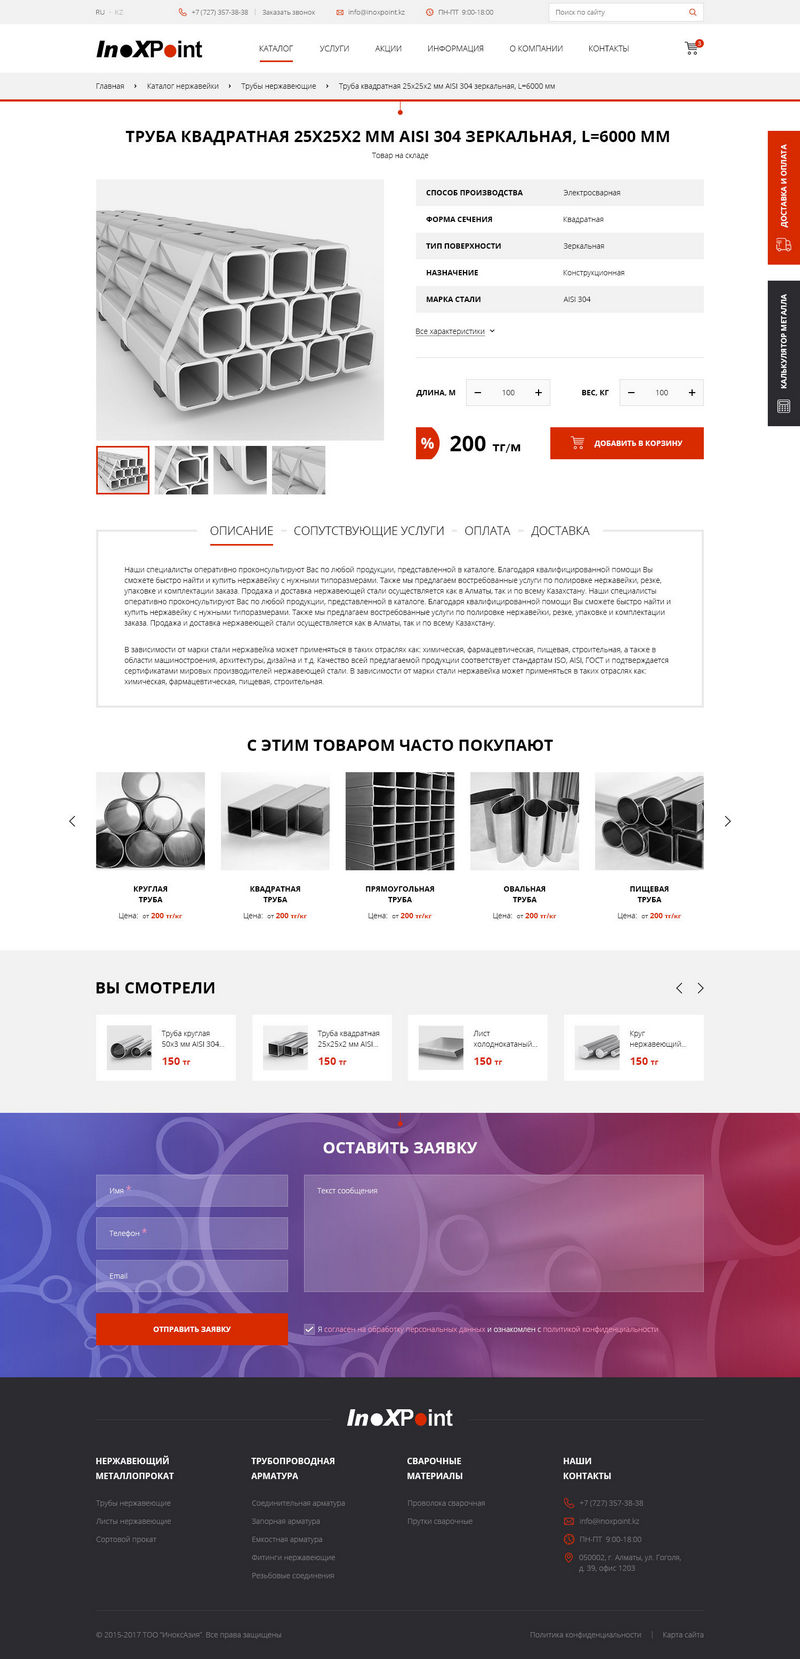 RU - KZ
+7 (727) 357-38-38 | Заказать звонок
info@inoxpoint.kz
ПН-ПТ 9:00-18:00
Поиск по сайту
InoXPoint
КАТАЛОГ УСЛУГИ АКЦИИ ИНФОРМАЦИЯ О КОМПАНИИ КОНТАКТЫ
Главная › Каталог нержавейки › Трубы нержавеющие › Труба квадратная 25x25x2 мм AISI 304 зеркальная, L=6000 мм
ТРУБА КВАДРАТНАЯ 25X25X2 ММ AISI 304 ЗЕРКАЛЬНАЯ, L=6000 ММ
Товар на складе
СПОСОБ ПРОИЗВОДСТВА Электросварная
ФОРМА СЕЧЕНИЯ Квадратная
ТИП ПОВЕРХНОСТИ Зеркальная
НАЗНАЧЕНИЕ Конструкционная
МАРКА СТАЛИ AISI 304
Все характеристики
ДЛИНА, М − 100 +
ВЕС, КГ − 100 +
% 200 тг/м
ДОБАВИТЬ В КОРЗИНУ
ДОСТАВКА И ОПЛАТА
КАЛЬКУЛЯТОР МЕТАЛЛА
ОПИСАНИЕ – СОПУТСТВУЮЩИЕ УСЛУГИ – ОПЛАТА – ДОСТАВКА
Наши специалисты оперативно проконсультируют Вас по любой продукции, представленной в каталоге. Благодаря квалифицированной помощи Вы
сможете быстро найти и купить нержавейку с нужными типоразмерами. Также мы предлагаем востребованные услуги по полировке нержавейки, резке,
упаковке и комплектации заказа. Продажа и доставка нержавеющей стали осуществляется как в Алматы, так и по всему Казахстану. Наши специалисты
оперативно проконсультируют Вас по любой продукции, представленной в каталоге. Благодаря квалифицированной помощи Вы сможете быстро найти и
купить нержавейку с нужными типоразмерами. Также мы предлагаем востребованные услуги по полировке нержавейки, резке, упаковке и комплектации
заказа. Продажа и доставка нержавеющей стали осуществляется как в Алматы, так и по всему Казахстану.
В зависимости от марки стали нержавейка может применяться в таких отраслях как: химическая, фармацевтическая, пищевая, строительная, а также в
области машиностроения, архитектуры, дизайна и т.д. Качество всей предлагаемой продукции соответствует стандартам ISO, AISI, ГОСТ и подтверждается
сертификатами мировых производителей нержавеющей стали. В зависимости от марки стали нержавейка может применяться в таких отраслях как:
химическая, фармацевтическая, пищевая, строительная.
С ЭТИМ ТОВАРОМ ЧАСТО ПОКУПАЮТ
КРУГЛАЯ
ТРУБА
Цена: от 200 тг/кг
КВАДРАТНАЯ
ТРУБА
Цена: от 200 тг/кг
ПРЯМОУГОЛЬНАЯ
ТРУБА
Цена: от 200 тг/кг
ОВАЛЬНАЯ
ТРУБА
Цена: от 200 тг/кг
ПИЩЕВАЯ
ТРУБА
Цена: от 200 тг/кг
ВЫ СМОТРЕЛИ
Труба круглая
50x3 мм AISI 304...
150 тг
Труба квадратная
25x25x2 мм AISI...
150 тг
Лист
холоднокатаный...
150 тг
Круг
нержавеющий...
150 тг
ОСТАВИТЬ ЗАЯВКУ
Имя *
Телефон *
Email
Текст сообщения
ОТПРАВИТЬ ЗАЯВКУ
Я согласен на обработку персональных данных и ознакомлен с политикой конфиденциальности
InoXPoint
НЕРЖАВЕЮЩИЙ
МЕТАЛЛОПРОКАТ
Трубы нержавеющие
Листы нержавеющие
Сортовой прокат
ТРУБОПРОВОДНАЯ
АРМАТУРА
Соединительная арматура
Запорная арматура
Емкостная арматура
Фитинги нержавеющие
Резьбовые соединения
СВАРОЧНЫЕ
МАТЕРИАЛЫ
Проволока сварочная
Прутки сварочные
НАШИ
КОНТАКТЫ
+7 (727) 357-38-38
info@inoxpoint.kz
ПН-ПТ 9:00-18:00
050002, г. Алматы, ул. Гоголя,
д. 39, офис 1203
© 2015-2017 ТОО "ИноксАзия". Все права защищены
Политика конфиденциальности | Карта сайта